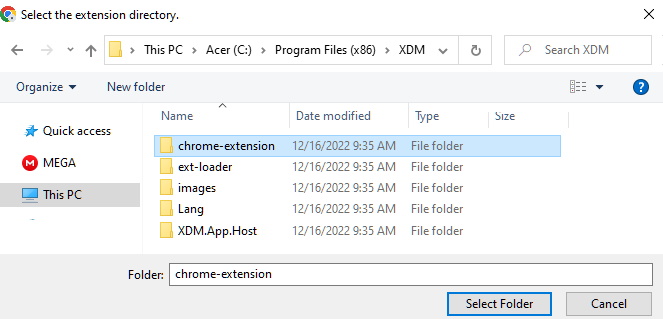 Select the extension directory.
This PC > Acer (C:) > Program Files (x86) > XDM
Search XDM
Organize
New folder
Name Date modified Type Size
Quick access
MEGA
This PC
chrome-extension 12/16/2022 9:35 AM File folder
ext-loader 12/16/2022 9:35 AM File folder
images 12/16/2022 9:35 AM File folder
Lang 12/16/2022 9:35 AM File folder
XDM.App.Host 12/16/2022 9:35 AM File folder
Folder: chrome-extension
Select Folder
Cancel